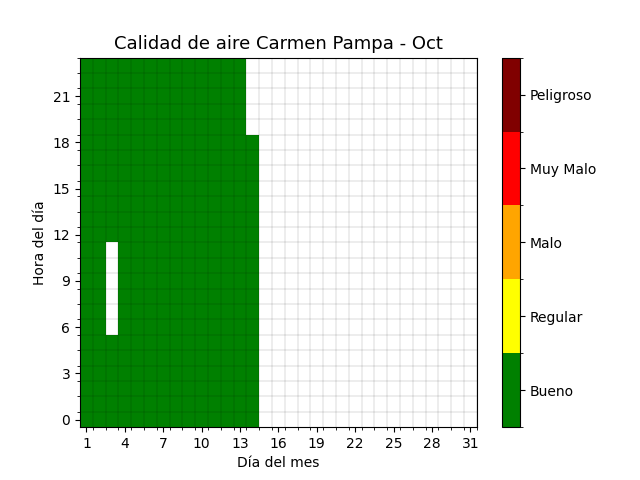 Calidad de aire Carmen Pampa - Oct
Hora del día
21
18
15
12
9
6
3
0
1 4 7 10 13 16 19 22 25 28 31
Día del mes
Peligroso
Muy Malo
Malo
Regular
Bueno